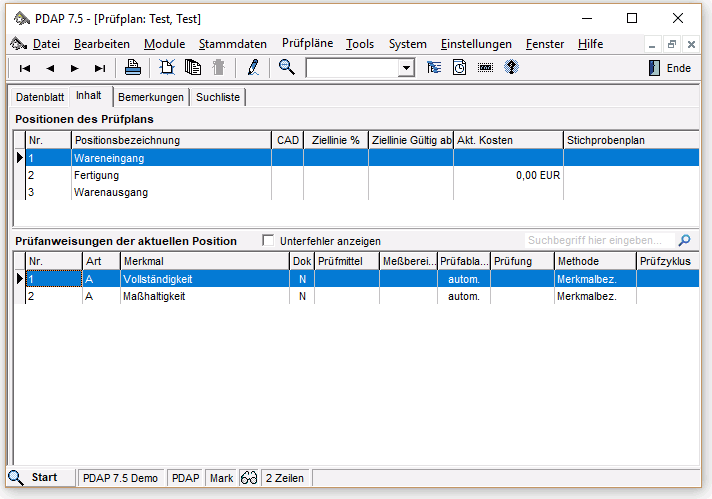 PDAP 7.5 - [Prüfplan: Test, Test]
Datei Bearbeiten Module Stammdaten Prüfpläne Tools System Einstellungen Fenster Hilfe
Ende
Datenblatt Inhalt Bemerkungen Suchliste
Positionen des Prüfplans
Nr. Positionsbezeichnung CAD Ziellinie % Ziellinie Gültig ab Akt. Kosten Stichprobenplan
1 Wareneingang
2 Fertigung 0,00 EUR
3 Warenausgang
Prüfanweisungen der aktuellen Position Unterfehler anzeigen Suchbegriff hier eingeben...
Nr. Art Merkmal Dok Prüfmittel Meßberei... Prüfabla... Prüfung Methode Prüfzyklus
1 A Vollständigkeit N autom. Merkmalbez.
2 A Maßhaltigkeit N autom. Merkmalbez.
Start PDAP 7.5 Demo PDAP Mark 2 Zeilen